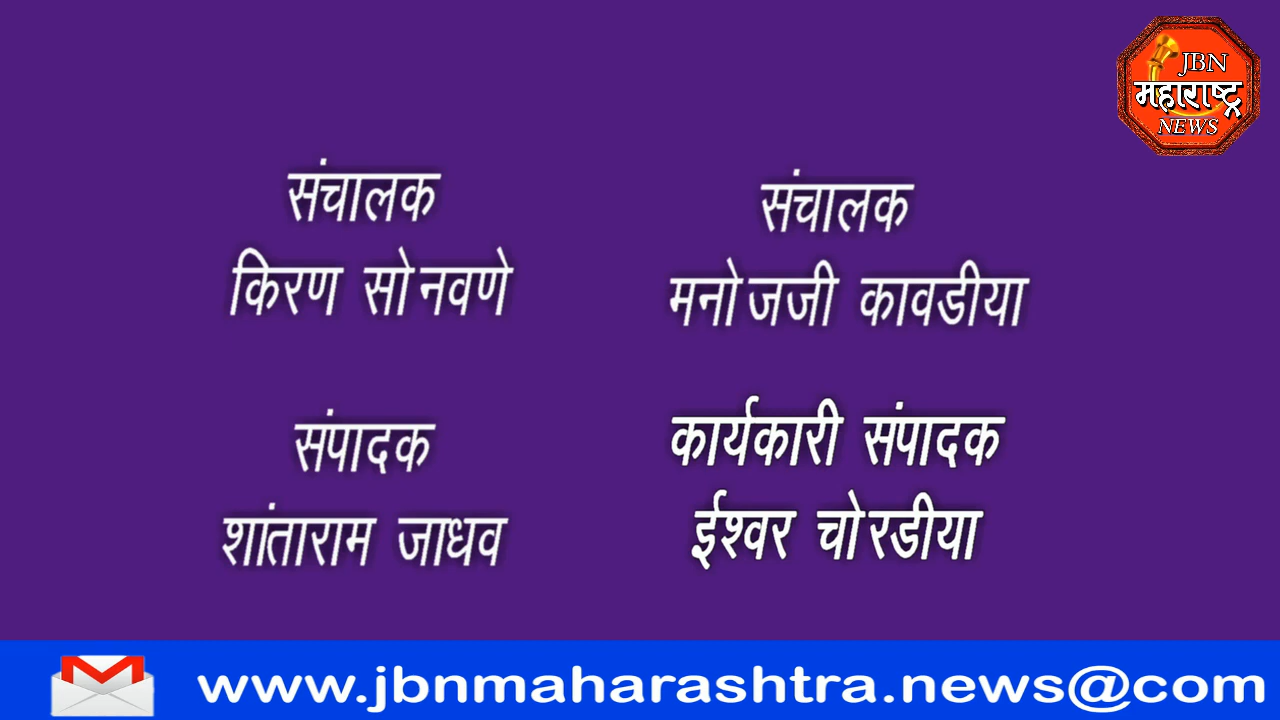 JBN
महाराष्ट्र
NEWS
संचालक
किरण सोनवणे
संचालक
मनोजजी कावडीया
संपादक
शांताराम जाधव
कार्यकारी संपादक
ईश्वर चोरडीया
www.jbnmaharashtra.news@com